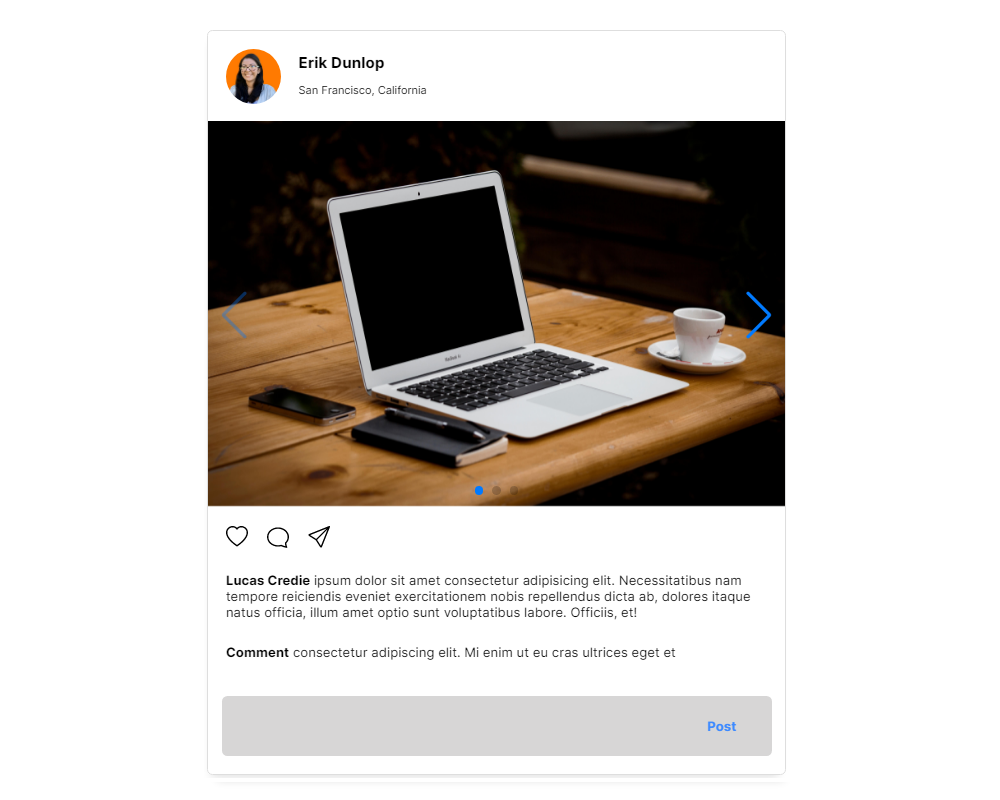 Erik Dunlop
San Francisco, California
Lucas Credie ipsum dolor sit amet consectetur adipisicing elit. Necessitatibus nam
tempore reiciendis eveniet exercitationem nobis repellendus dicta ab, dolores itaque
natus officia, illum amet optio sunt voluptatibus labore. Officiis, et!
Comment consectetur adipiscing elit. Mi enim ut eu cras ultrices eget et
Post